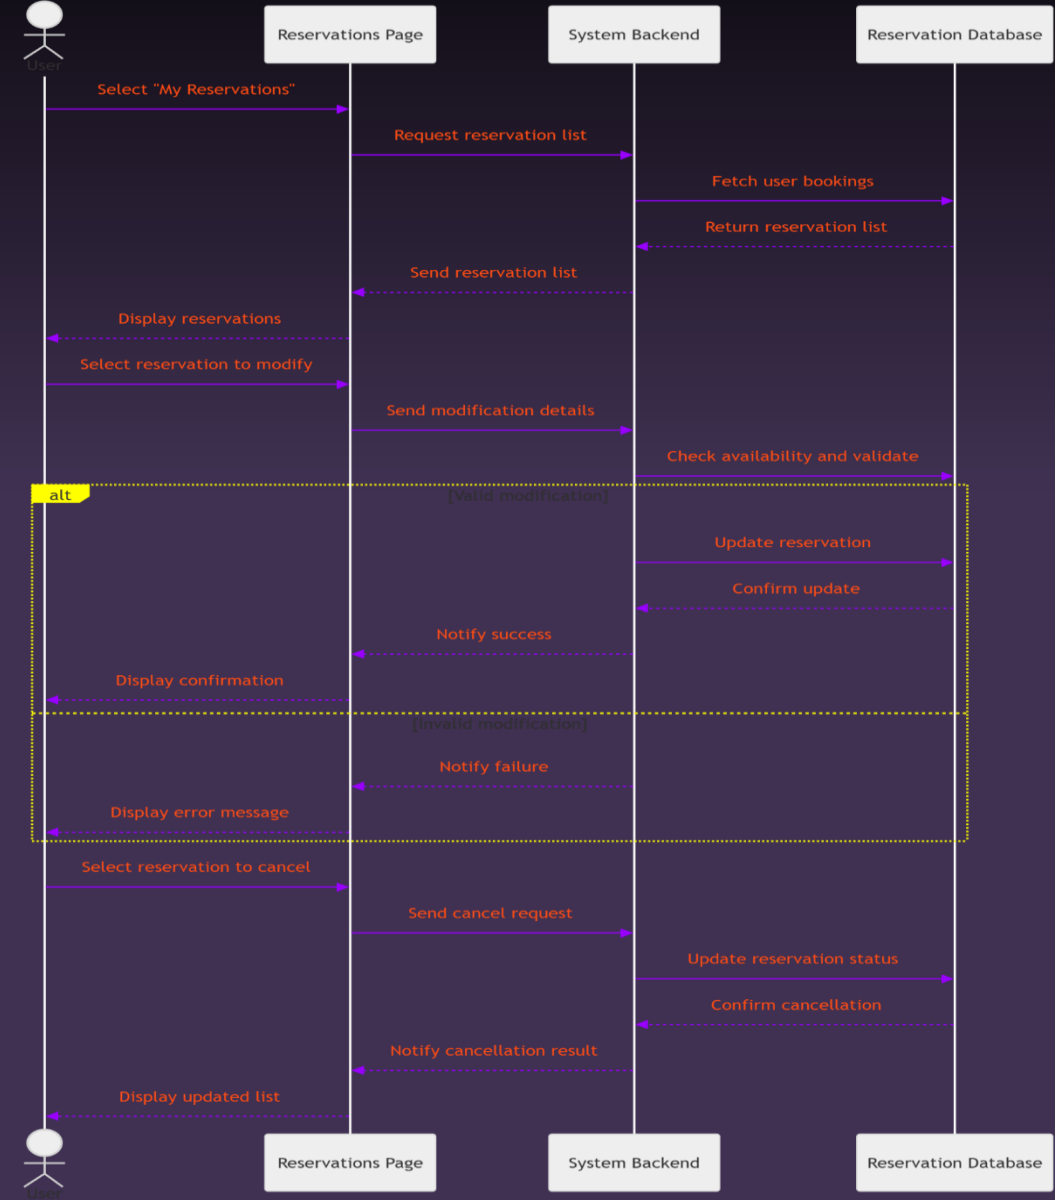 Reservations Page
System Backend
Reservation Database
User
Select "My Reservations"
Request reservation list
Fetch user bookings
Return reservation list
Send reservation list
Display reservations
Select reservation to modify
Send modification details
Check availability and validate
alt
[Valid modification]
Update reservation
Confirm update
Notify success
Display confirmation
[Invalid modification]
Notify failure
Display error message
Select reservation to cancel
Send cancel request
Update reservation status
Confirm cancellation
Notify cancellation result
Display updated list
Reservations Page
System Backend
Reservation Database
User